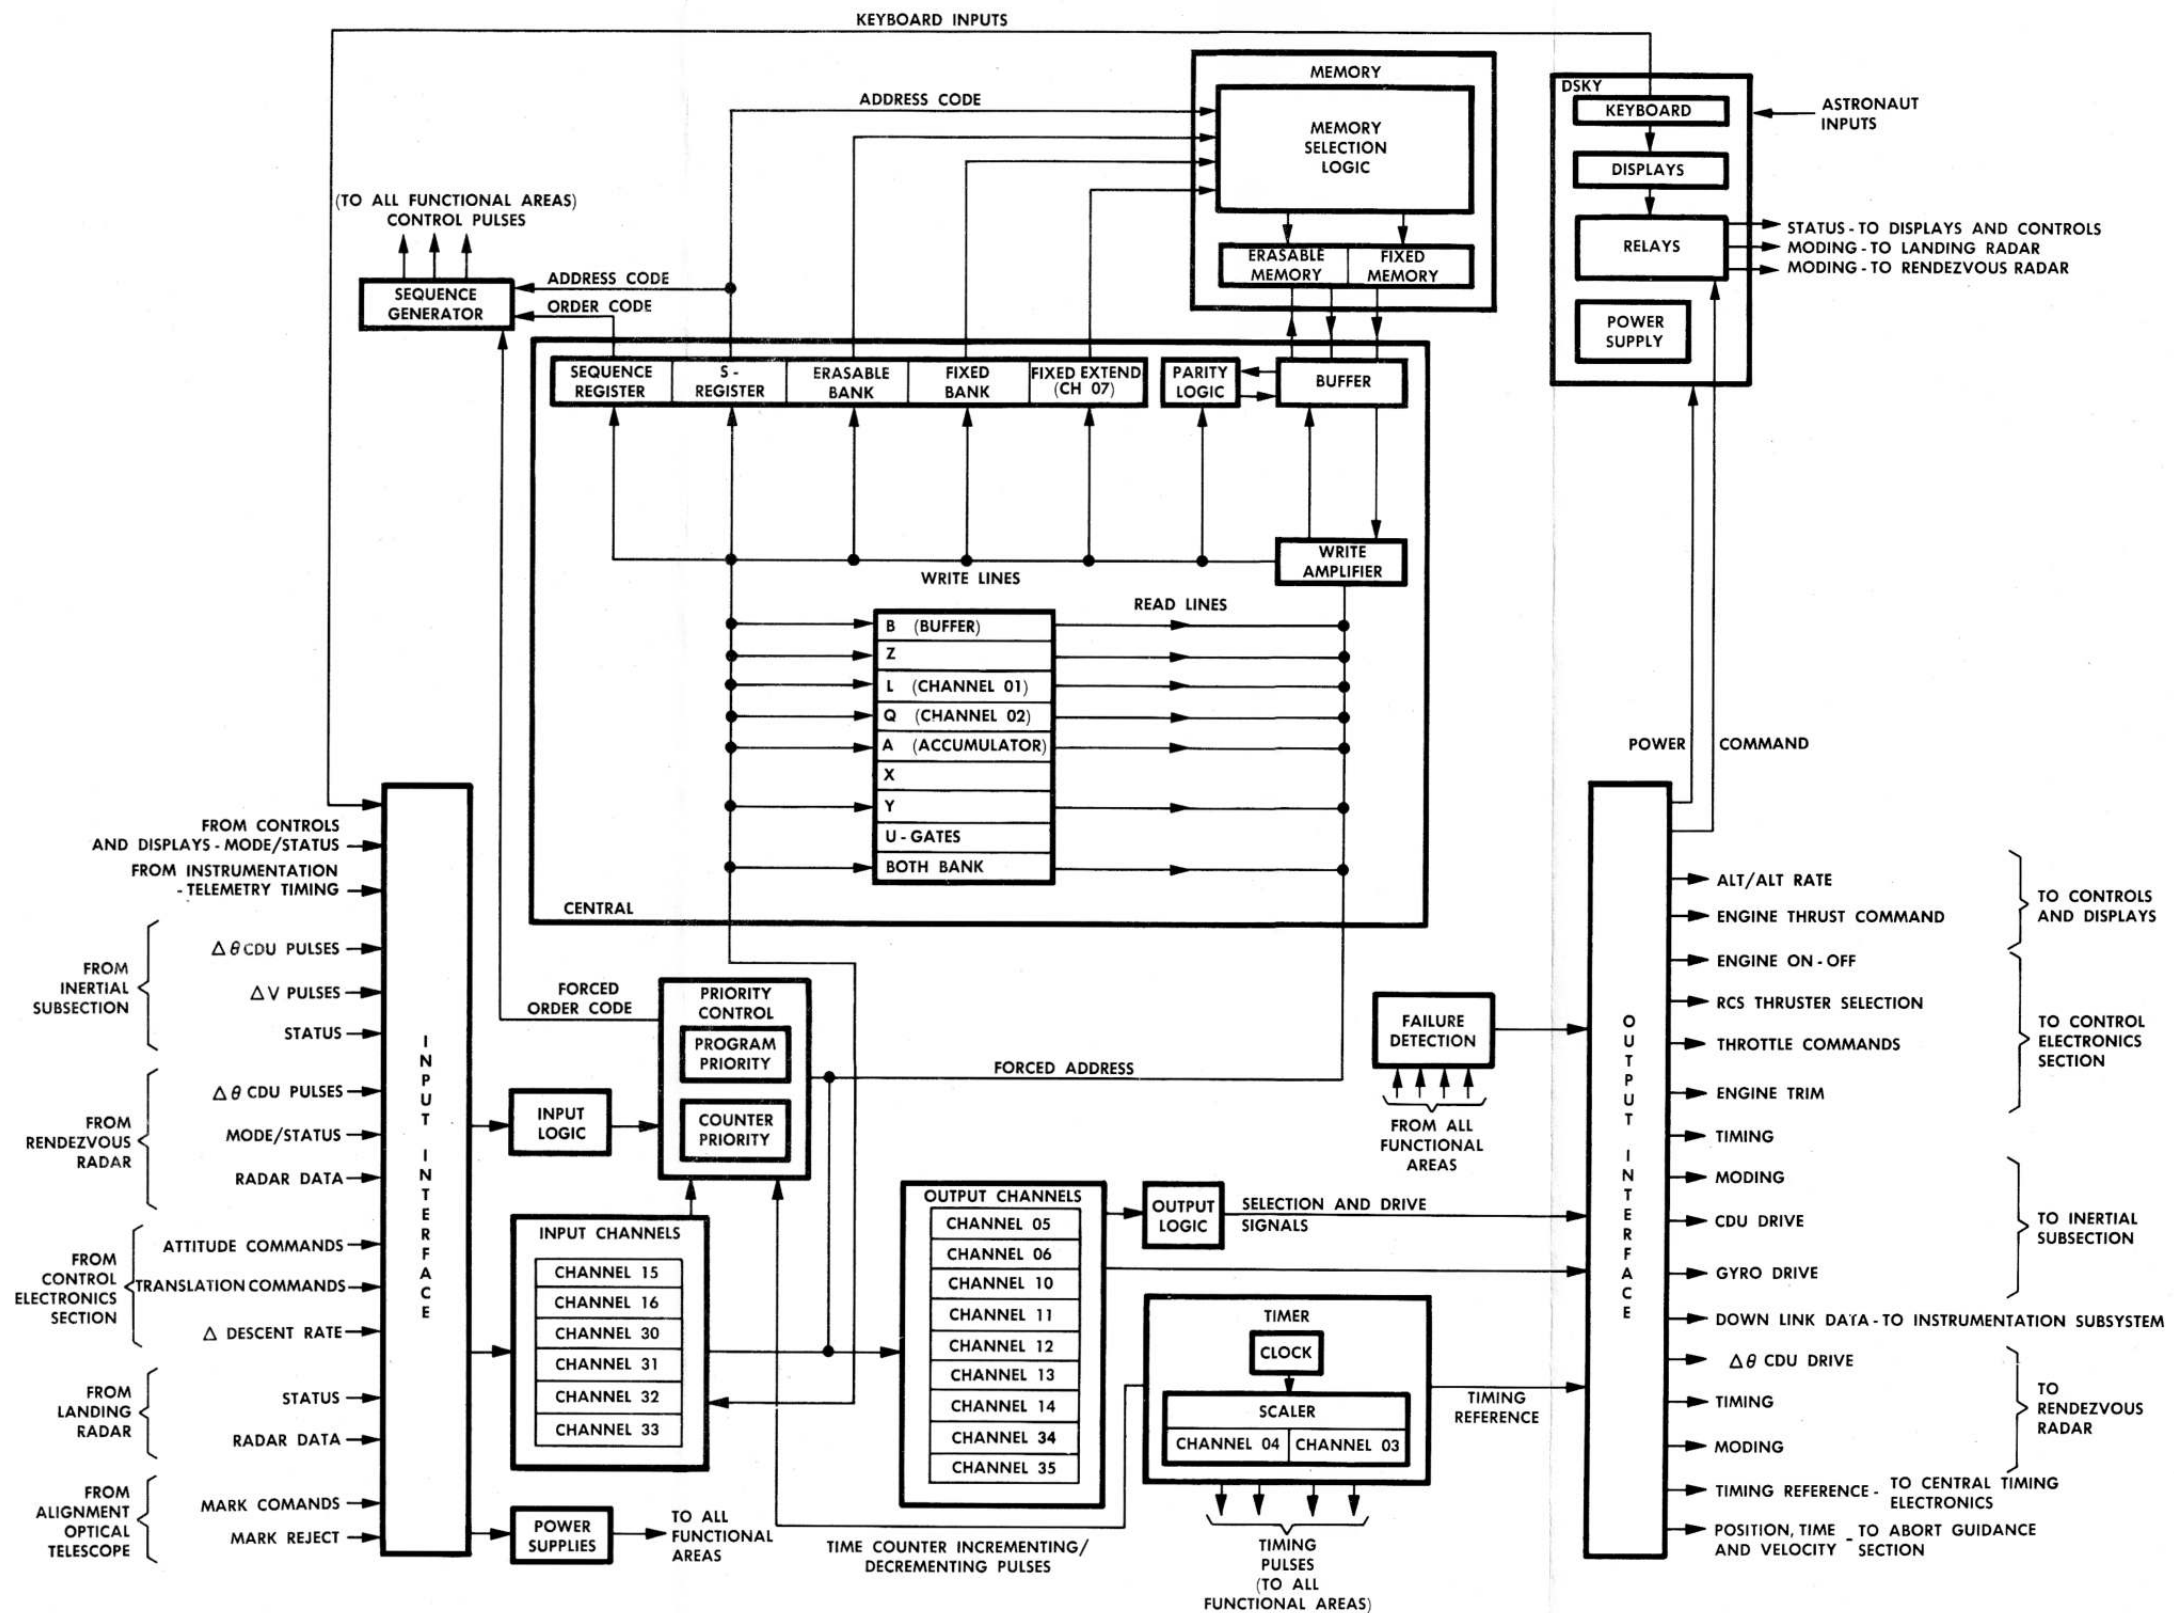 KEYBOARD INPUTS
MEMORY
MEMORY
SELECTION
LOGIC
ERASABLE
MEMORY
FIXED
MEMORY
DSKY
KEYBOARD
DISPLAYS
RELAYS
POWER
SUPPLY
ASTRONAUT
INPUTS
STATUS - TO DISPLAYS AND CONTROLS
MODING - TO LANDING RADAR
MODING - TO RENDEZVOUS RADAR
ADDRESS CODE
(TO ALL FUNCTIONAL AREAS)
CONTROL PULSES
SEQUENCE
GENERATOR
ADDRESS CODE
ORDER CODE
SEQUENCE
REGISTER
S -
REGISTER
ERASABLE
BANK
FIXED
BANK
FIXED EXTEND
(CH 07)
PARITY
LOGIC
BUFFER
WRITE
AMPLIFIER
WRITE LINES
READ LINES
B (BUFFER)
Z
L (CHANNEL 01)
Q (CHANNEL 02)
A (ACCUMULATOR)
X
Y
U - GATES
BOTH BANK
CENTRAL
POWER
COMMAND
FROM CONTROLS
AND DISPLAYS - MODE/STATUS
FROM INSTRUMENTATION
- TELEMETRY TIMING
FROM
INERTIAL
SUBSECTION
Δ θ CDU PULSES
Δ V PULSES
STATUS
FROM
RENDEZVOUS
RADAR
Δ θ CDU PULSES
MODE/STATUS
RADAR DATA
FROM
CONTROL
ELECTRONICS
SECTION
ATTITUDE COMMANDS
TRANSLATION COMMANDS
Δ DESCENT RATE
FROM
LANDING
RADAR
STATUS
RADAR DATA
FROM
ALIGNMENT
OPTICAL
TELESCOPE
MARK COMANDS
MARK REJECT
INPUT INTERFACE
FORCED
ORDER CODE
PRIORITY
CONTROL
PROGRAM
PRIORITY
COUNTER
PRIORITY
INPUT
LOGIC
FORCED ADDRESS
INPUT CHANNELS
CHANNEL 15
CHANNEL 16
CHANNEL 30
CHANNEL 31
CHANNEL 32
CHANNEL 33
POWER
SUPPLIES
TO ALL
FUNCTIONAL
AREAS
OUTPUT CHANNELS
CHANNEL 05
CHANNEL 06
CHANNEL 10
CHANNEL 11
CHANNEL 12
CHANNEL 13
CHANNEL 14
CHANNEL 34
CHANNEL 35
OUTPUT
LOGIC
SELECTION AND DRIVE
SIGNALS
FAILURE
DETECTION
FROM ALL
FUNCTIONAL
AREAS
TIMER
CLOCK
SCALER
CHANNEL 04
CHANNEL 03
TIMING
REFERENCE
TIME COUNTER INCREMENTING/
DECREMENTING PULSES
TIMING
PULSES
(TO ALL
FUNCTIONAL AREAS)
OUTPUT INTERFACE
ALT/ALT RATE
ENGINE THRUST COMMAND
TO CONTROLS
AND DISPLAYS
ENGINE ON - OFF
RCS THRUSTER SELECTION
THROTTLE COMMANDS
ENGINE TRIM
TO CONTROL
ELECTRONICS
SECTION
TIMING
MODING
CDU DRIVE
GYRO DRIVE
TO INERTIAL
SUBSECTION
DOWN LINK DATA - TO INSTRUMENTATION SUBSYSTEM
Δ θ CDU DRIVE
TIMING
MODING
TO
RENDEZVOUS
RADAR
TIMING REFERENCE - TO CENTRAL TIMING
ELECTRONICS
POSITION, TIME - TO ABORT GUIDANCE
AND VELOCITY SECTION